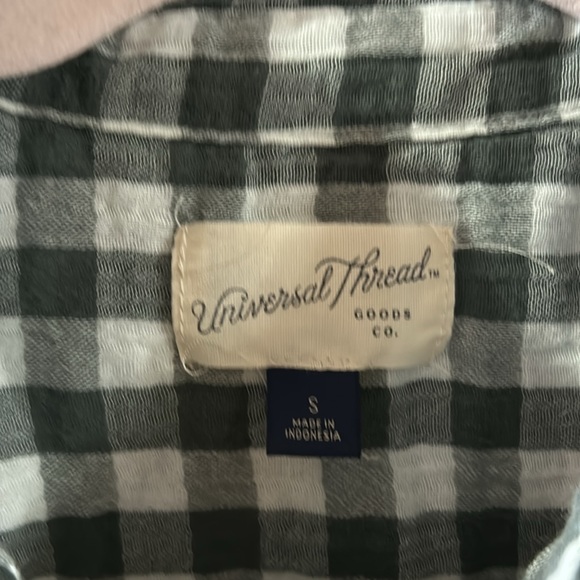 Universal Thread™
GOODS
CO.
S
MADE IN
INDONESIA